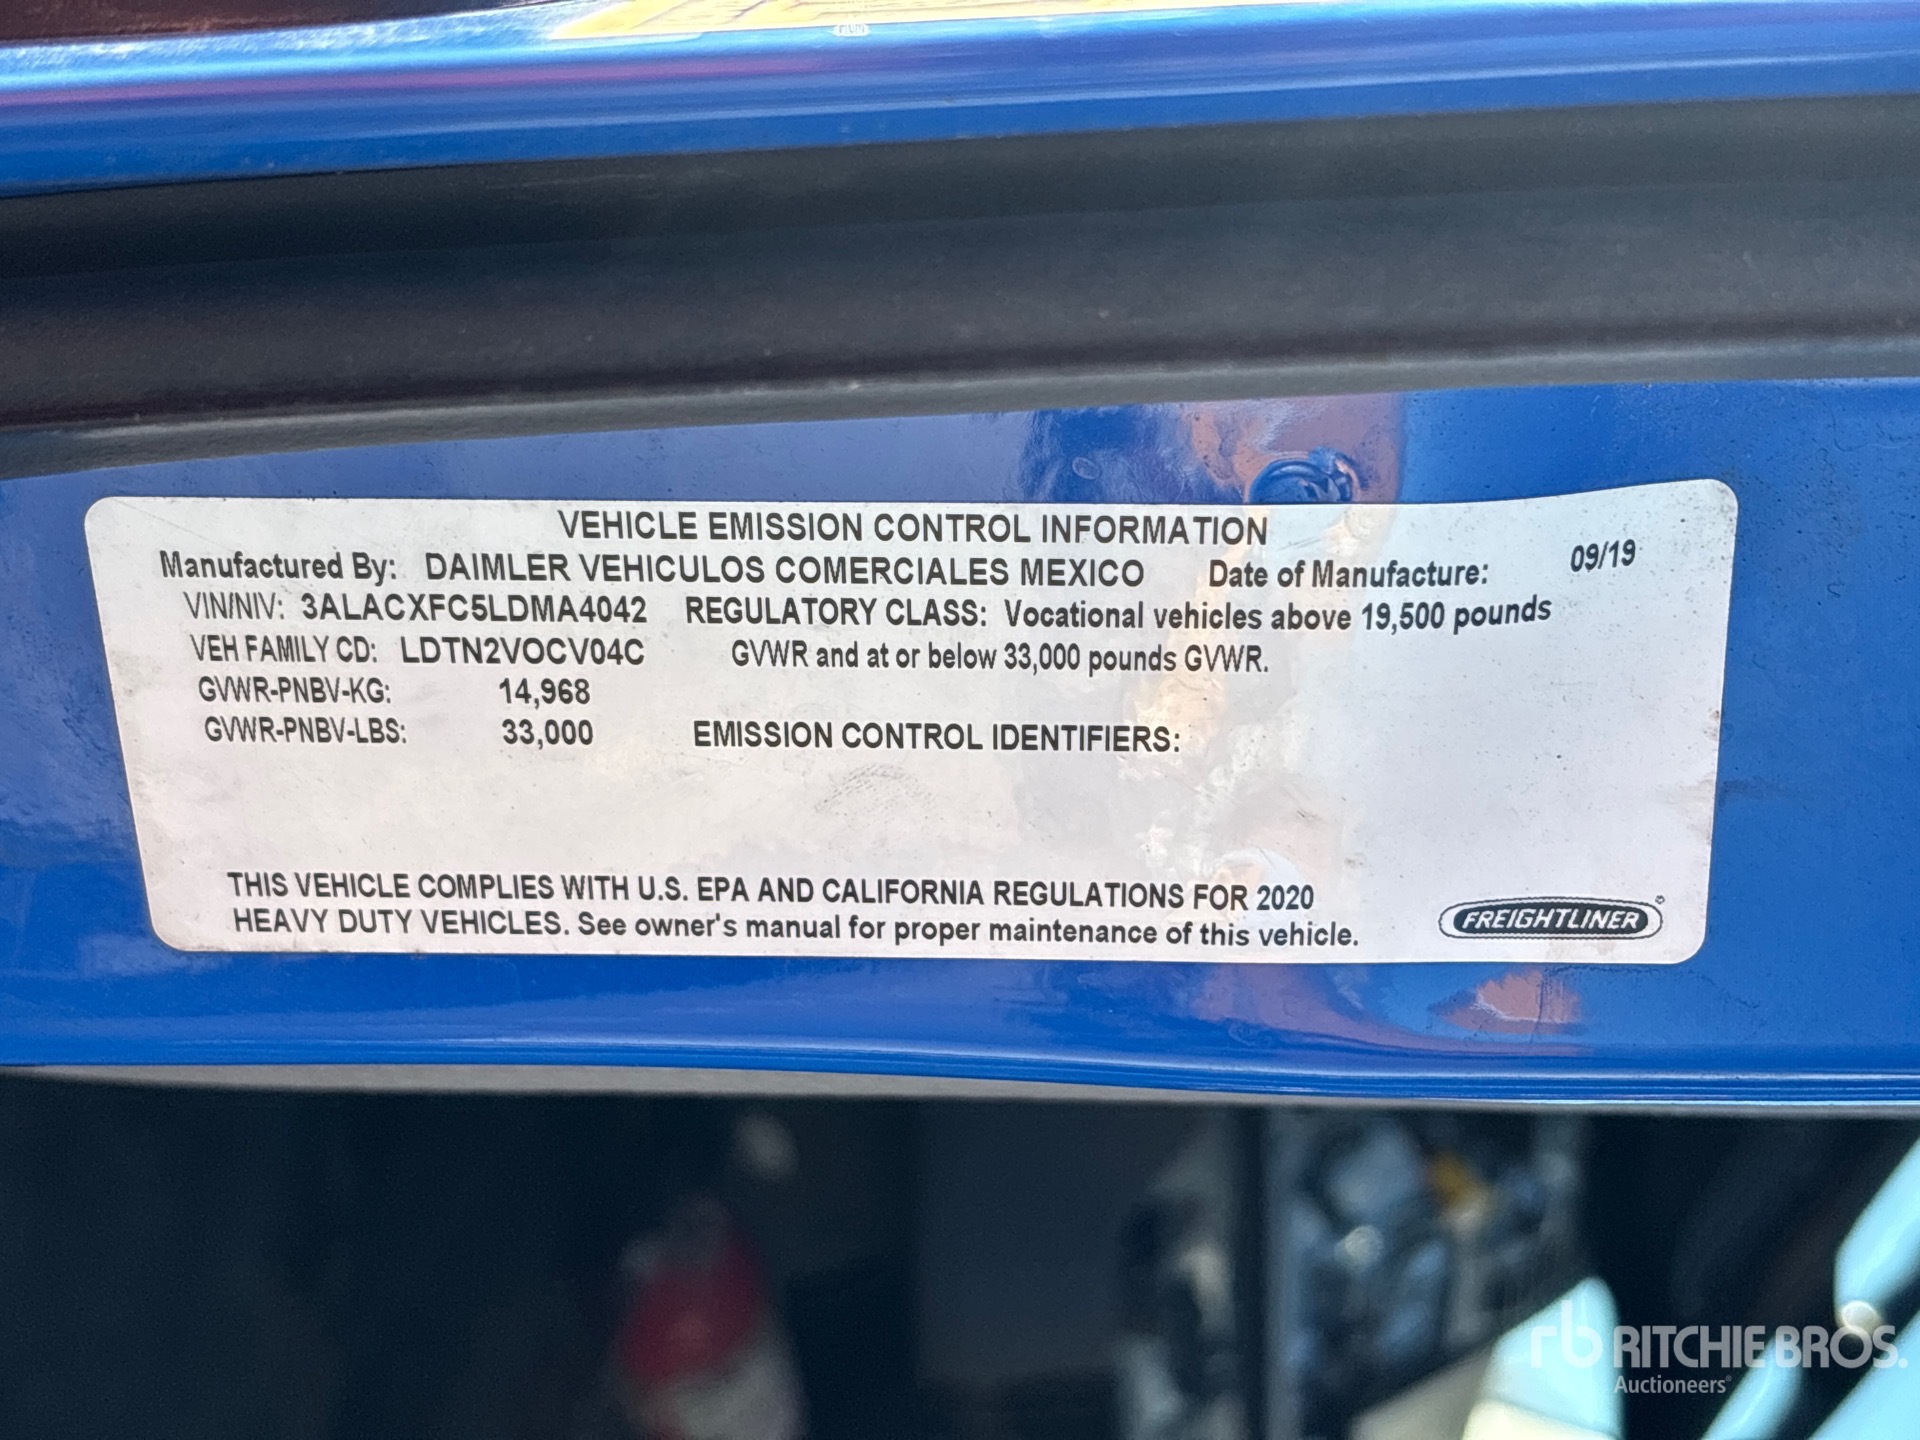 VEHICLE EMISSION CONTROL INFORMATION
Manufactured By: DAIMLER VEHICULOS COMERCIALES MEXICO Date of Manufacture: 09/19
VIN/NIV: 3ALACXFC5LDMA4042 REGULATORY CLASS: Vocational vehicles above 19,500 pounds
VEH FAMILY CD: LDTN2VOCV04C GVWR and at or below 33,000 pounds GVWR.
GVWR-PNBV-KG: 14,968
GVWR-PNBV-LBS: 33,000 EMISSION CONTROL IDENTIFIERS:
THIS VEHICLE COMPLIES WITH U.S. EPA AND CALIFORNIA REGULATIONS FOR 2020
HEAVY DUTY VEHICLES. See owner's manual for proper maintenance of this vehicle.
FREIGHTLINER®
rb RITCHIE BROS.
Auctioneers®